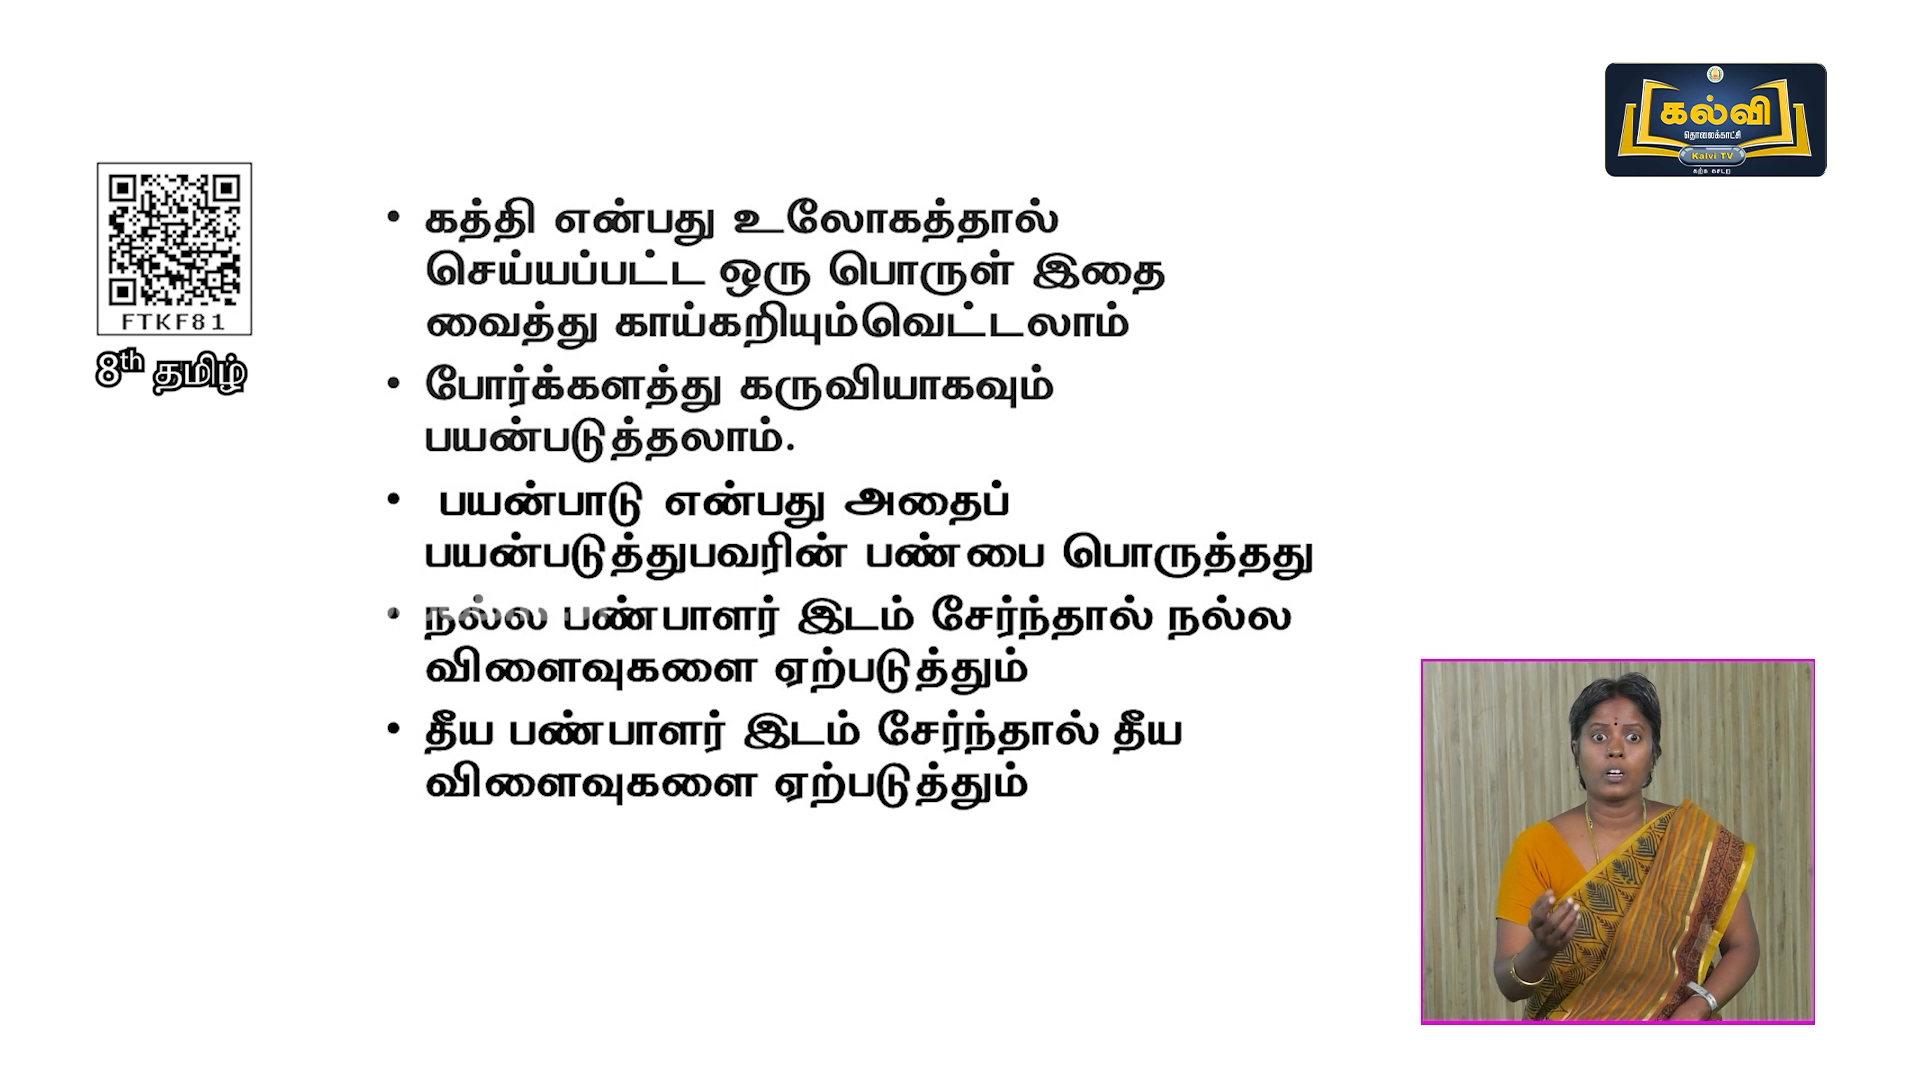 கல்வி
தொலைக்காட்சி
Kalvi TV
கற்க கசடற
FTKF81
8th தமிழ்
• கத்தி என்பது உலோகத்தால்
செய்யப்பட்ட ஒரு பொருள் இதை
வைத்து காய்கறியும்வெட்டலாம்
• போர்க்களத்து கருவியாகவும்
பயன்படுத்தலாம்.
• பயன்பாடு என்பது அதைப்
பயன்படுத்துபவரின் பண்பை பொருத்தது
• நல்ல பண்பாளர் இடம் சேர்ந்தால் நல்ல
விளைவுகளை ஏற்படுத்தும்
• தீய பண்பாளர் இடம் சேர்ந்தால் தீய
விளைவுகளை ஏற்படுத்தும்